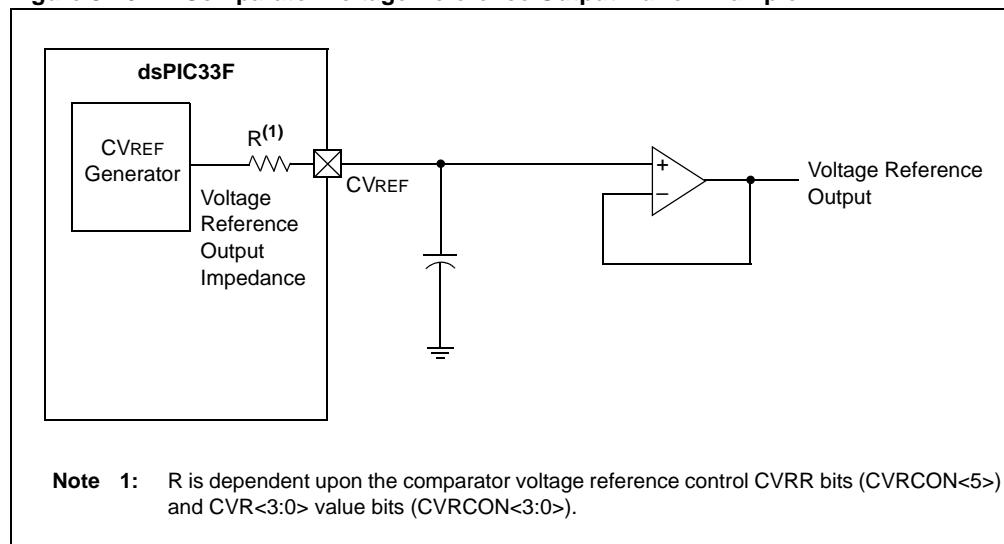 dsPIC33F
CVREF
Generator
R(1)
CVREF
Voltage
Reference
Output
Impedance
+
–
Voltage Reference
Output
Note 1: R is dependent upon the comparator voltage reference control CVRR bits (CVRCON<5>)
and CVR<3:0> value bits (CVRCON<3:0>).